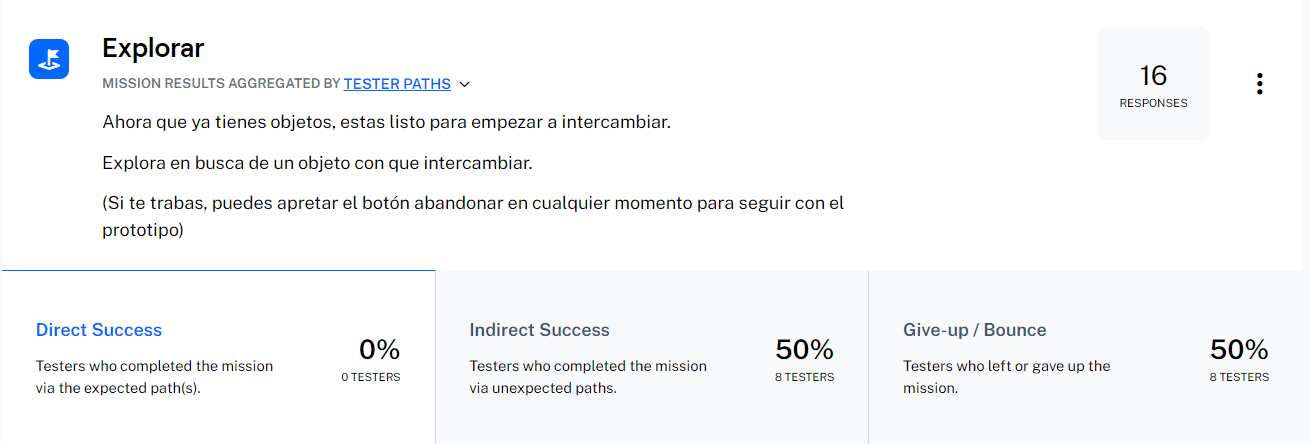 Explorar
MISSION RESULTS AGGREGATED BY TESTER PATHS
Ahora que ya tienes objetos, estas listo para empezar a intercambiar.
Explora en busca de un objeto con que intercambiar.
(Si te trabas, puedes apretar el botón abandonar en cualquier momento para seguir con el
prototipo)
16
RESPONSES
Direct Success
Testers who completed the mission
via the expected path(s).
0%
0 TESTERS
Indirect Success
Testers who completed the mission
via unexpected paths.
50%
8 TESTERS
Give-up / Bounce
Testers who left or gave up the
mission.
50%
8 TESTERS